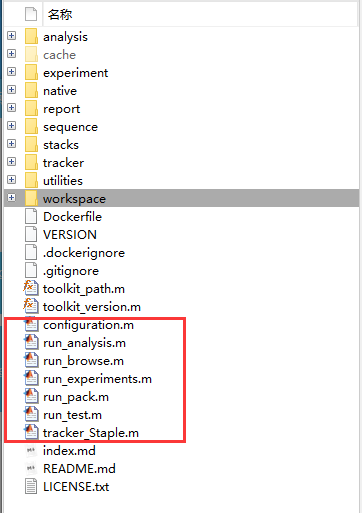 名称
analysis
cache
experiment
native
report
sequence
stacks
tracker
utilities
workspace
Dockerfile
VERSION
.dockerignore
.gitignore
toolkit_path.m
toolkit_version.m
configuration.m
run_analysis.m
run_browse.m
run_experiments.m
run_pack.m
run_test.m
tracker_Staple.m
index.md
README.md
LICENSE.txt